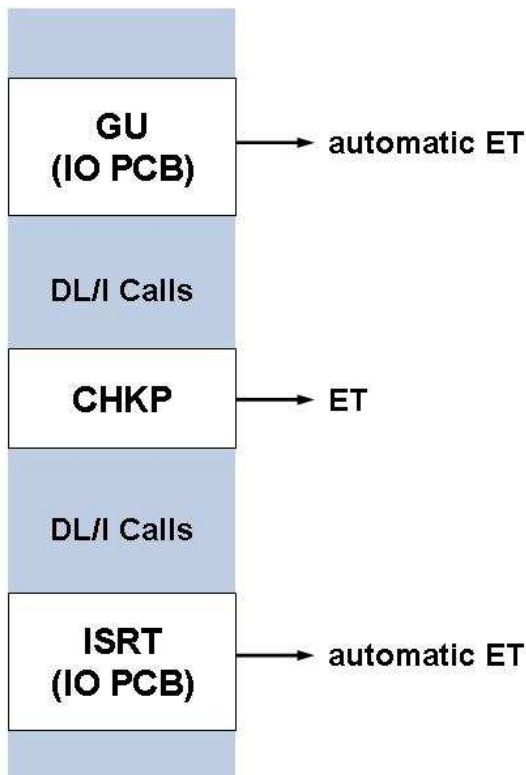 GU
(IO PCB)
automatic ET
DL/I Calls
CHKP
ET
DL/I Calls
ISRT
(IO PCB)
automatic ET